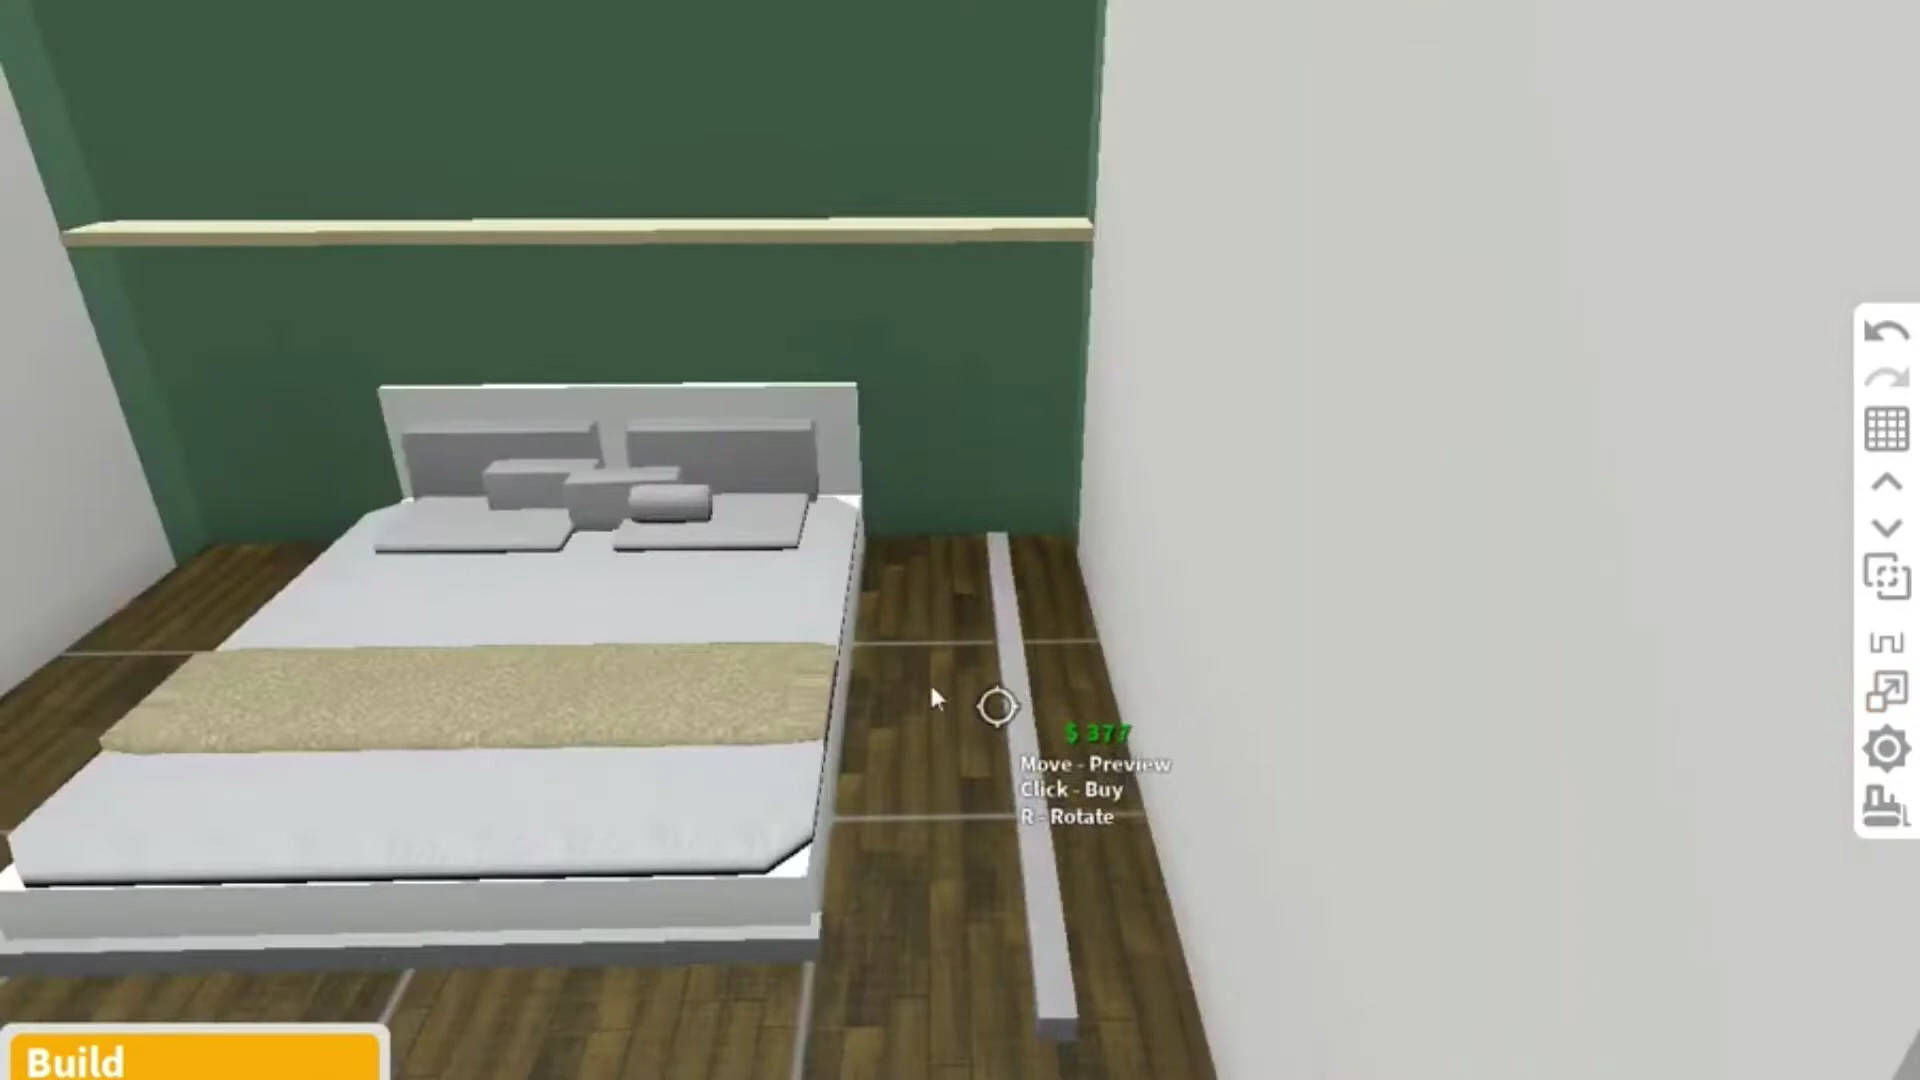 $ 377
Move - Preview
Click - Buy
R - Rotate
Build